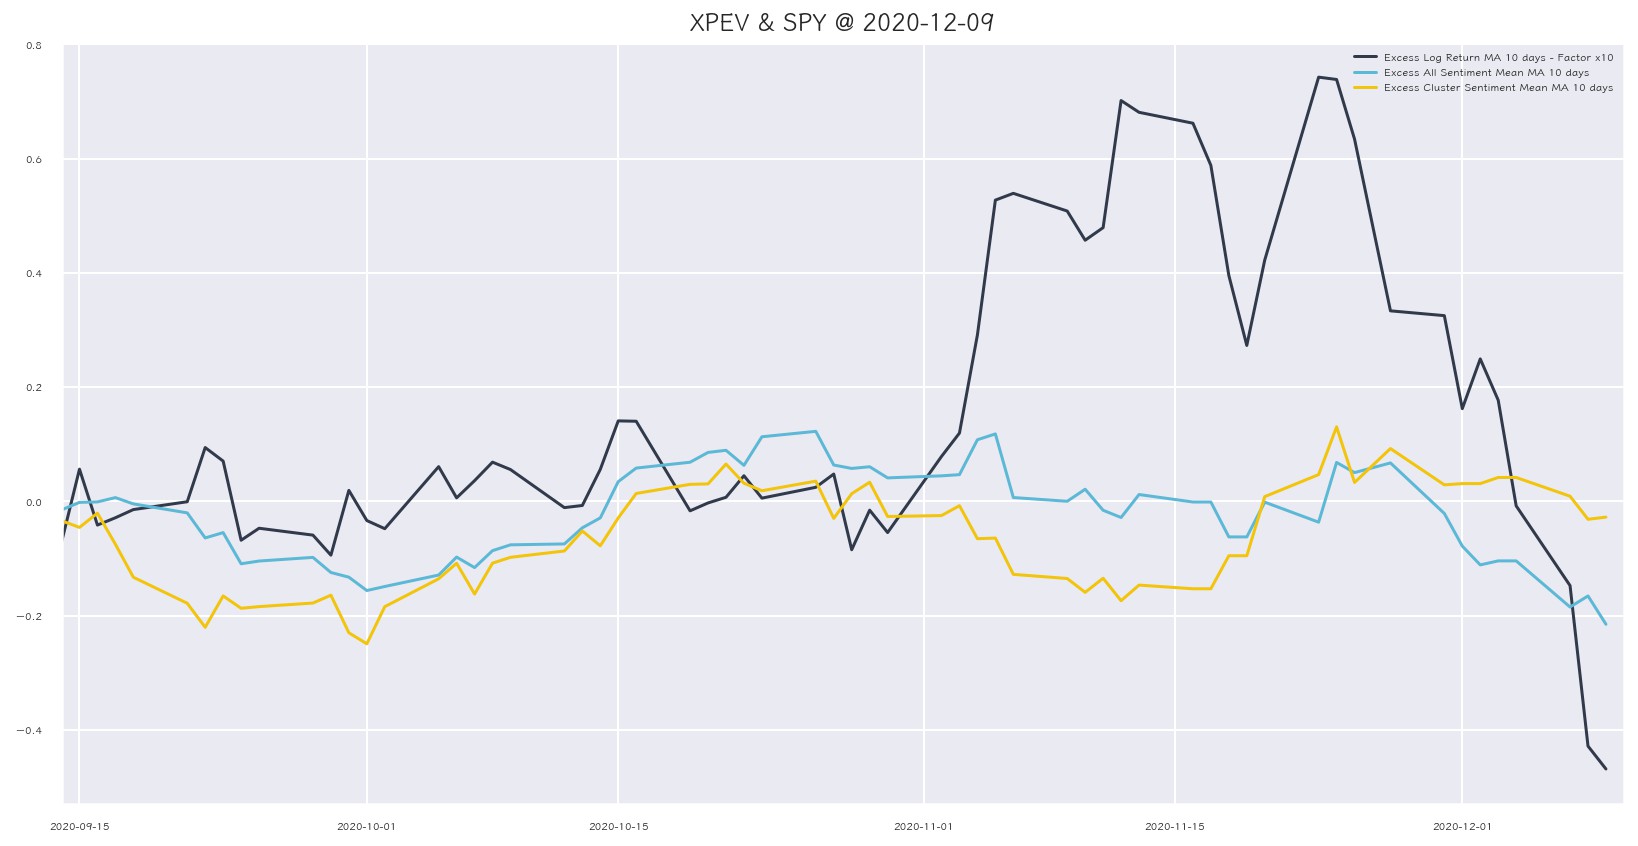 XPEV & SPY @ 2020-12-09
Excess Log Return MA 10 days - Factor x10
Excess All Sentiment Mean MA 10 days
Excess Cluster Sentiment Mean MA 10 days
0.8
0.6
0.4
0.2
0.0
−0.2
−0.4
2020-09-15 2020-10-01 2020-10-15 2020-11-01 2020-11-15 2020-12-01